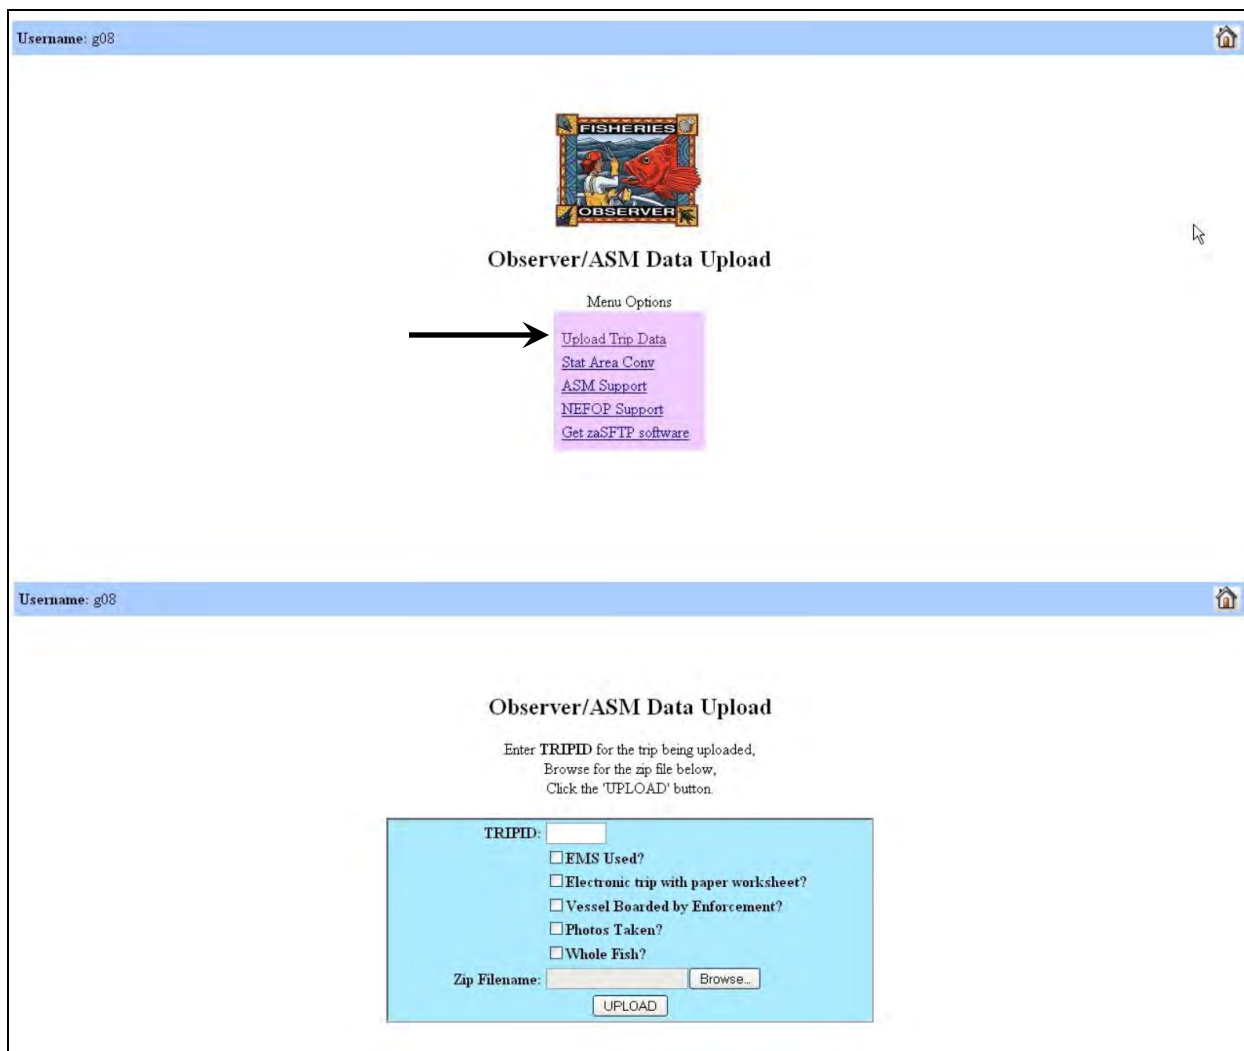 Username: g08
FISHERIES
OBSERVER
Observer/ASM Data Upload
Menu Options
Upload Trip Data
Stat Area Conv
ASM Support
NEFOP Support
Get zaSFTP software
Username: g08
Observer/ASM Data Upload
Enter TRIPID for the trip being uploaded,
Browse for the zip file below,
Click the 'UPLOAD' button.
TRIPID:
EMS Used?
Electronic trip with paper worksheet?
Vessel Boarded by Enforcement?
Photos Taken?
Whole Fish?
Zip Filename: Browse...
UPLOAD